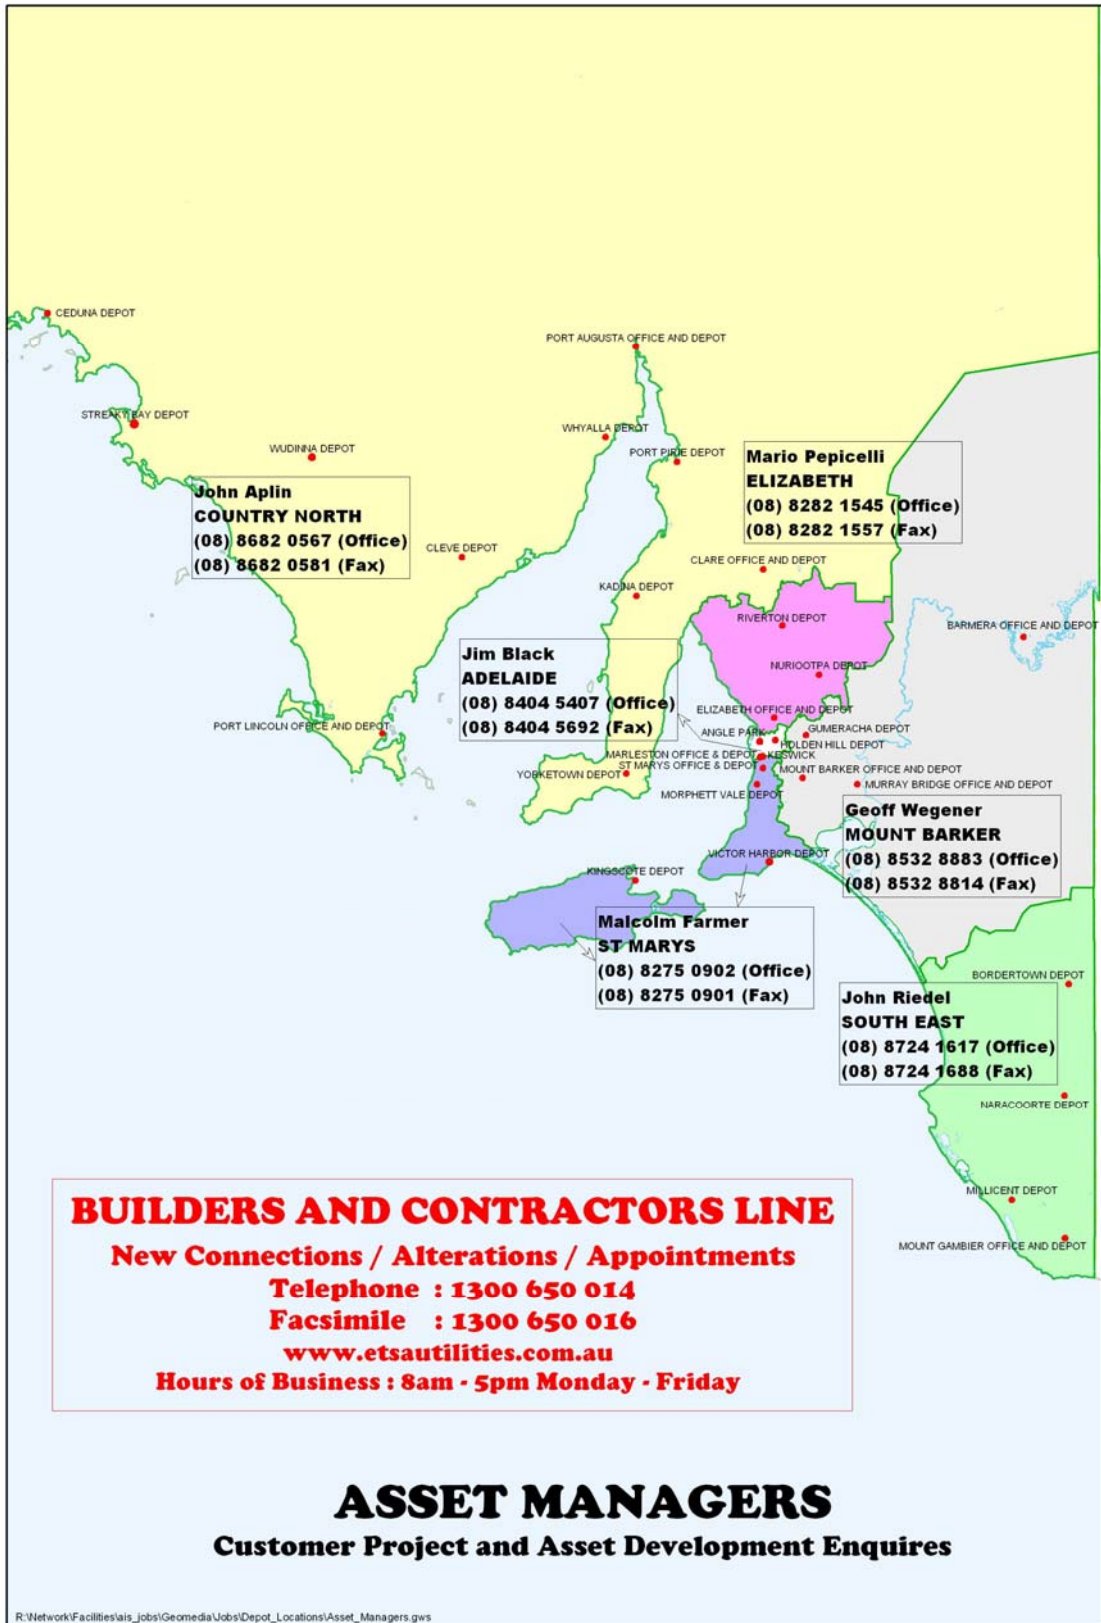 CEDUNA DEPOT
PORT AUGUSTA OFFICE AND DEPOT
STREAKY BAY DEPOT
WHYALLA DEPOT
WUDINNA DEPOT
PORT PIRIE DEPOT
Mario Pepicelli
ELIZABETH
(08) 8282 1545 (Office)
(08) 8282 1557 (Fax)
John Aplin
COUNTRY NORTH
(08) 8682 0567 (Office)
(08) 8682 0581 (Fax)
CLEVE DEPOT
CLARE OFFICE AND DEPOT
KADINA DEPOT
RIVERTON DEPOT
BARMERA OFFICE AND DEPOT
Jim Black
ADELAIDE
(08) 8404 5407 (Office)
(08) 8404 5692 (Fax)
NURIOOTPA DEPOT
ELIZABETH OFFICE AND DEPOT
PORT LINCOLN OFFICE AND DEPOT
GUMERACHA DEPOT
ANGLE PARK
HOLDEN HILL DEPOT
MARLESTON OFFICE & DEPOT
KESWICK
ST MARYS OFFICE & DEPOT
MOUNT BARKER OFFICE AND DEPOT
YORKETOWN DEPOT
MURRAY BRIDGE OFFICE AND DEPOT
MORPHETT VALE DEPOT
Geoff Wegener
MOUNT BARKER
(08) 8532 8883 (Office)
(08) 8532 8814 (Fax)
VICTOR HARBOR DEPOT
KINGSCOTE DEPOT
Malcolm Farmer
ST MARYS
(08) 8275 0902 (Office)
(08) 8275 0901 (Fax)
BORDERTOWN DEPOT
John Riedel
SOUTH EAST
(08) 8724 1617 (Office)
(08) 8724 1688 (Fax)
NARACOORTE DEPOT
MILLICENT DEPOT
MOUNT GAMBIER OFFICE AND DEPOT
BUILDERS AND CONTRACTORS LINE
New Connections / Alterations / Appointments
Telephone : 1300 650 014
Facsimile : 1300 650 016
www.etsautilities.com.au
Hours of Business : 8am - 5pm Monday - Friday
ASSET MANAGERS
Customer Project and Asset Development Enquires
R:\Network\Facilities\ais_jobs\Geomedia\Jobs\Depot_Locations\Asset_Managers.gws